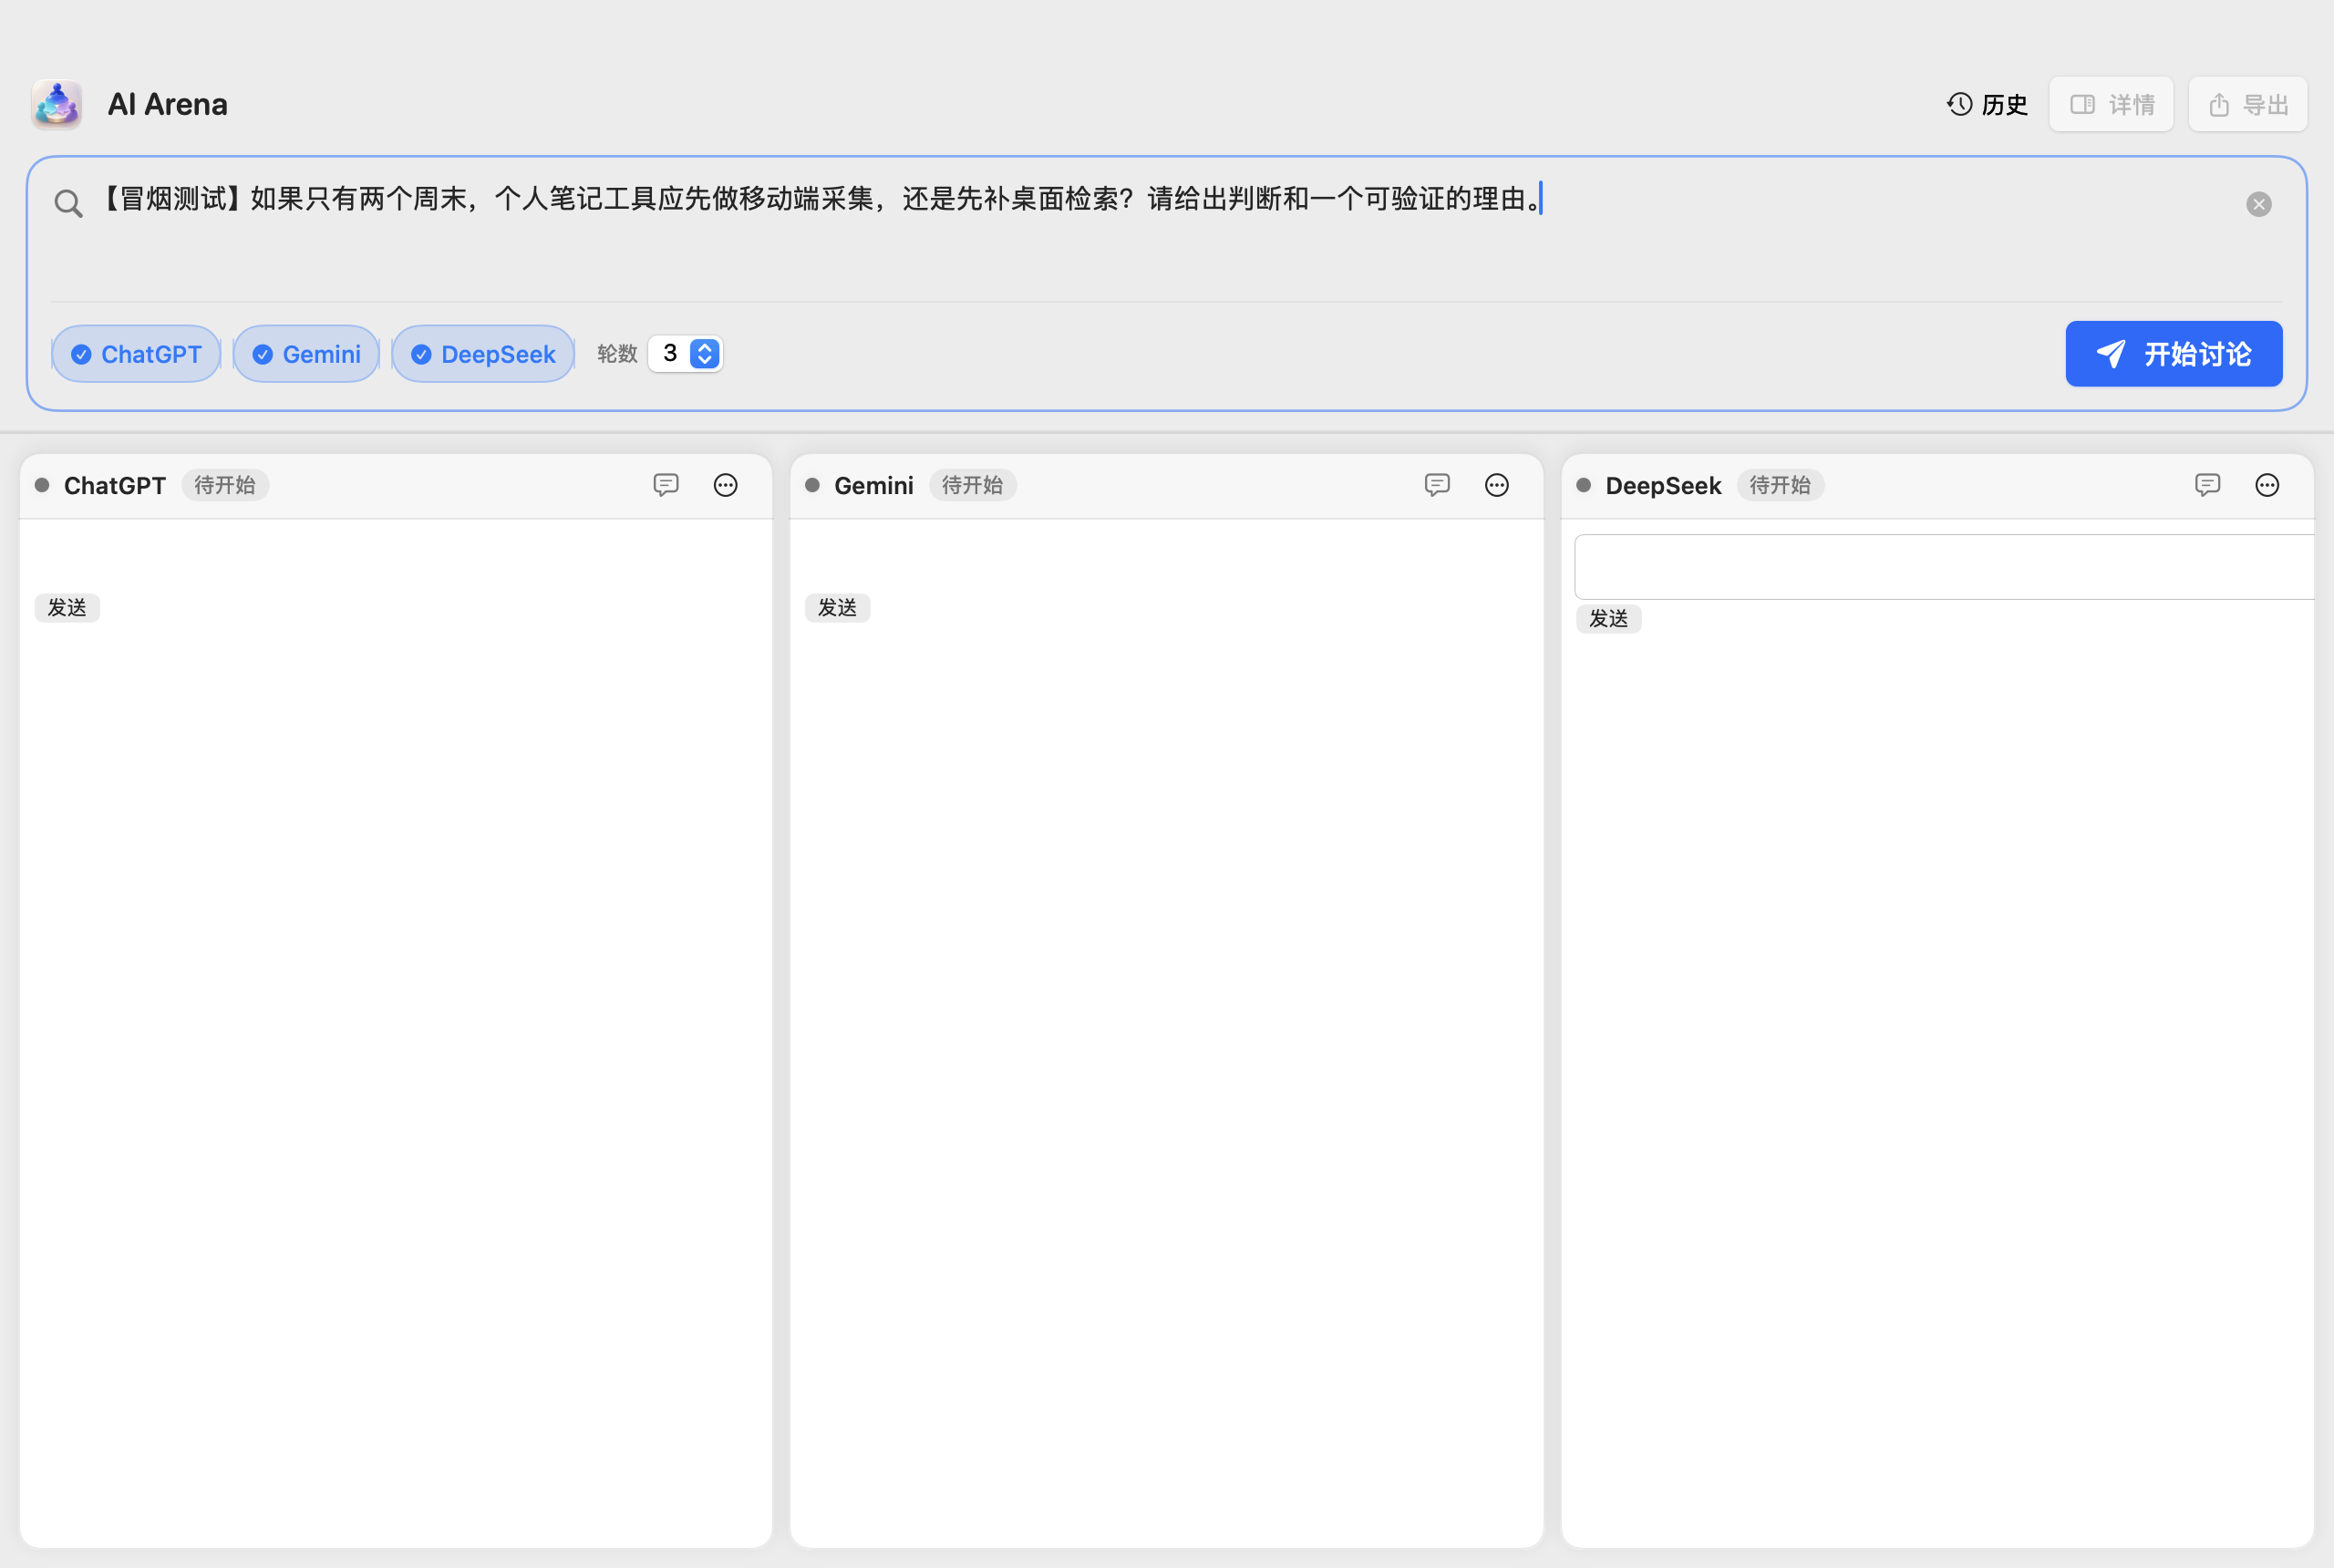 AI Arena
历史
详情
导出
【冒烟测试】如果只有两个周末，个人笔记工具应先做移动端采集，还是先补桌面检索？请给出判断和一个可验证的理由。
ChatGPT
Gemini
DeepSeek
轮数
3
开始讨论
ChatGPT
待开始
Gemini
待开始
DeepSeek
待开始
发送
发送
发送